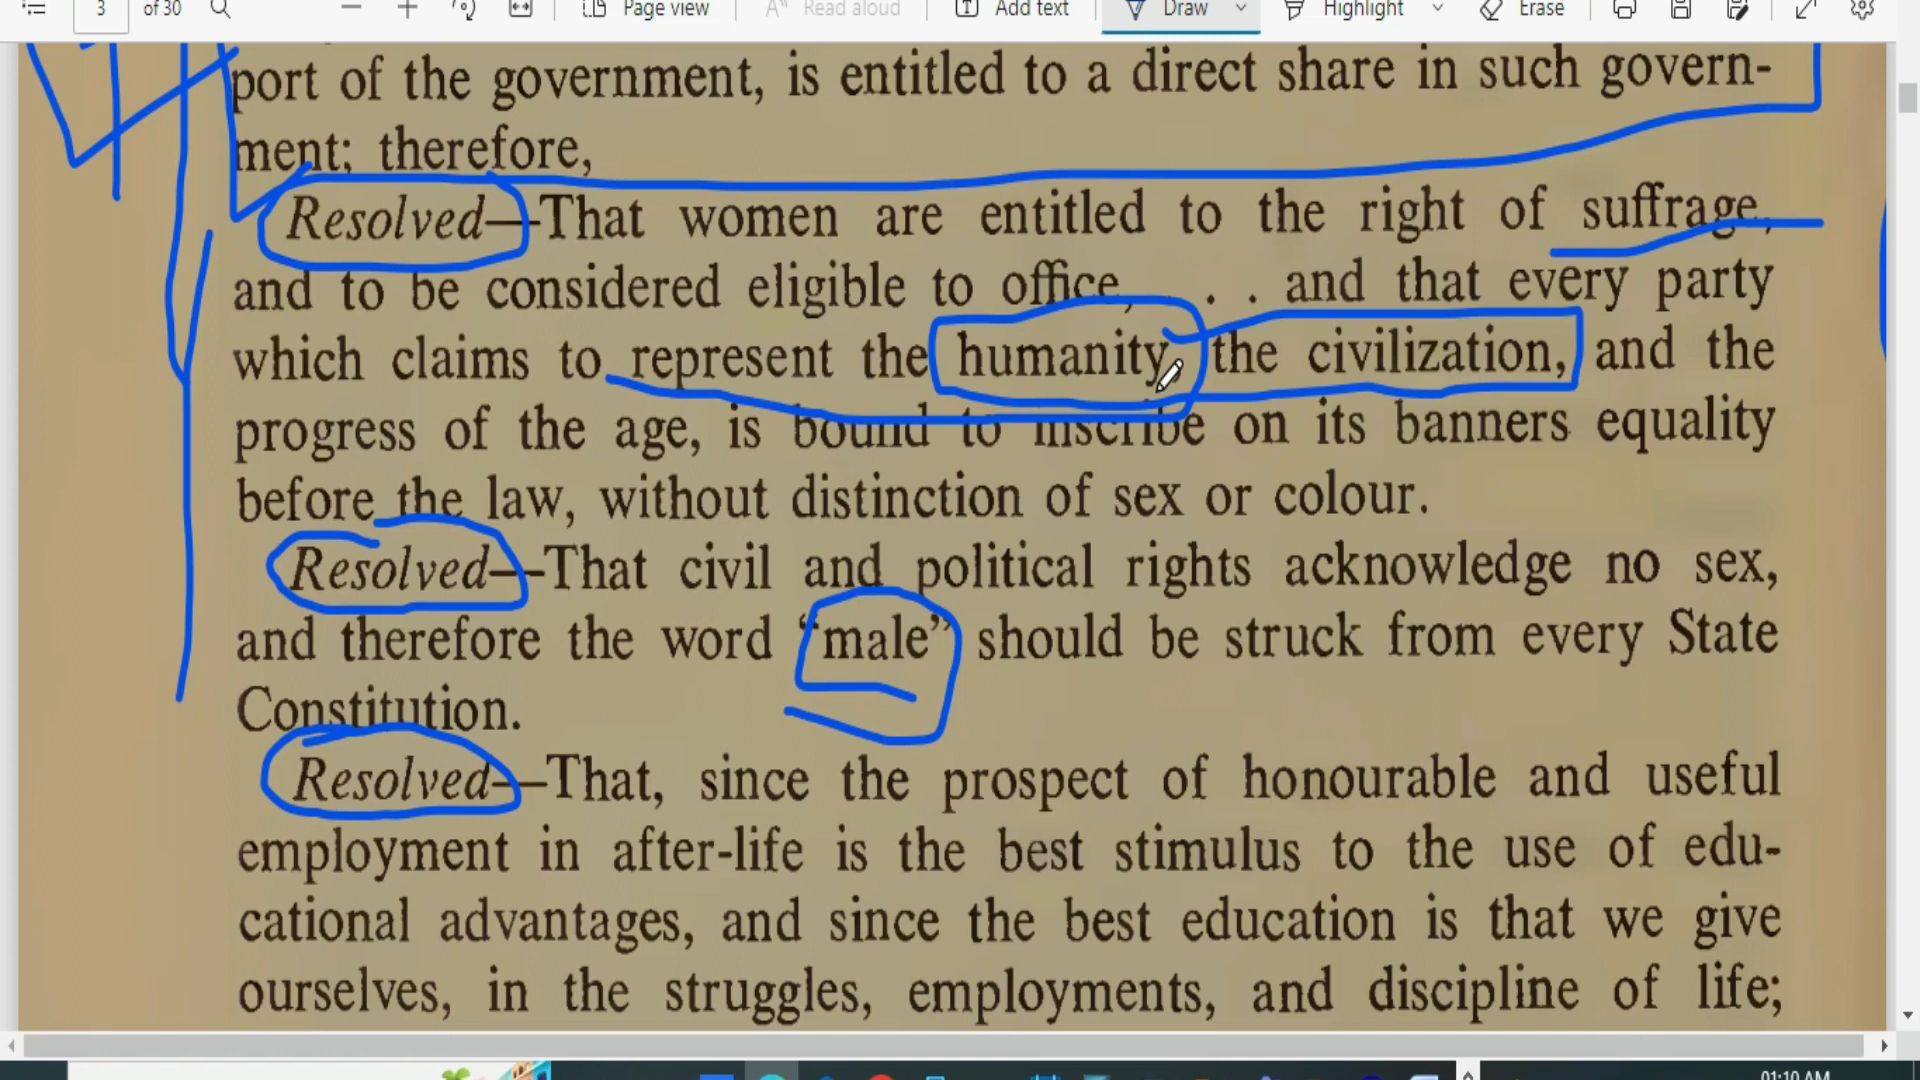 3 of 30 Page view Read aloud Add text Draw Highlight Erase
port of the government, is entitled to a direct share in such govern-
ment; therefore,
Resolved—That women are entitled to the right of suffrage,
and to be considered eligible to office, . . . and that every party
which claims to represent the humanity, the civilization, and the
progress of the age, is bound to inscribe on its banners equality
before the law, without distinction of sex or colour.
Resolved—That civil and political rights acknowledge no sex,
and therefore the word “male” should be struck from every State
Constitution.
Resolved—That, since the prospect of honourable and useful
employment in after-life is the best stimulus to the use of edu-
cational advantages, and since the best education is that we give
ourselves, in the struggles, employments, and discipline of life;
01:10 AM